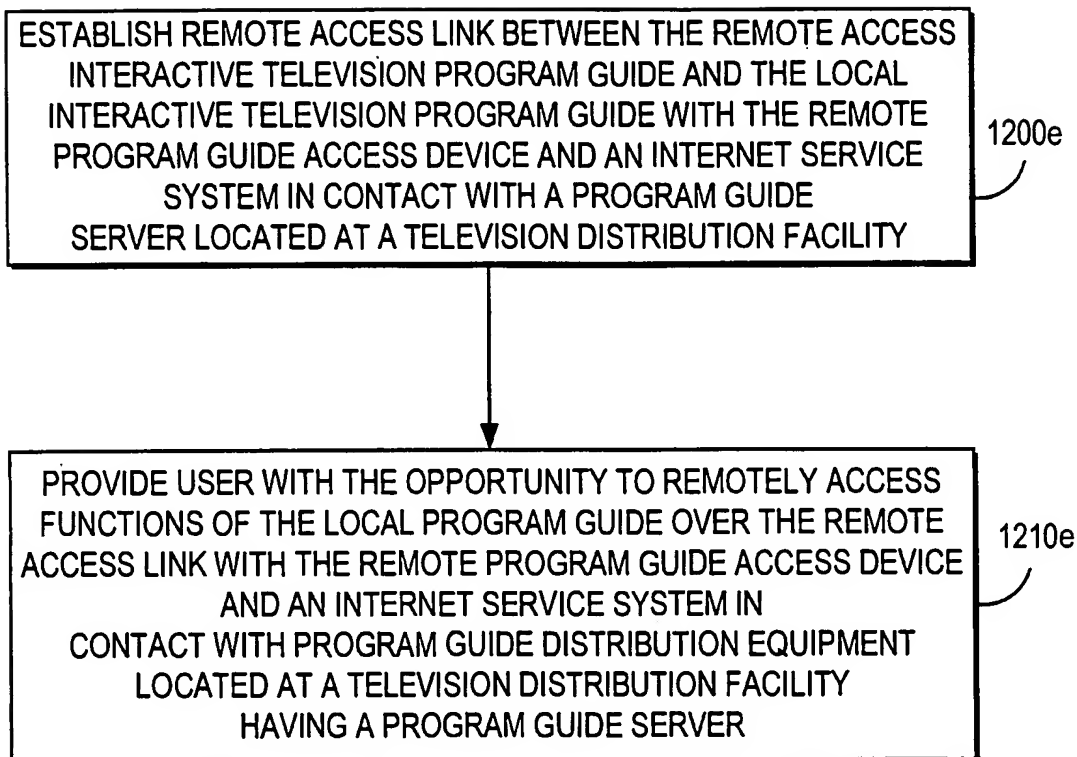 ESTABLISH REMOTE ACCESS LINK BETWEEN THE REMOTE ACCESS
INTERACTIVE TELEVISION PROGRAM GUIDE AND THE LOCAL
INTERACTIVE TELEVISION PROGRAM GUIDE WITH THE REMOTE
PROGRAM GUIDE ACCESS DEVICE AND AN INTERNET SERVICE
SYSTEM IN CONTACT WITH A PROGRAM GUIDE
SERVER LOCATED AT A TELEVISION DISTRIBUTION FACILITY
1200e
PROVIDE USER WITH THE OPPORTUNITY TO REMOTELY ACCESS
FUNCTIONS OF THE LOCAL PROGRAM GUIDE OVER THE REMOTE
ACCESS LINK WITH THE REMOTE PROGRAM GUIDE ACCESS DEVICE
AND AN INTERNET SERVICE SYSTEM IN
CONTACT WITH PROGRAM GUIDE DISTRIBUTION EQUIPMENT
LOCATED AT A TELEVISION DISTRIBUTION FACILITY
HAVING A PROGRAM GUIDE SERVER
1210e